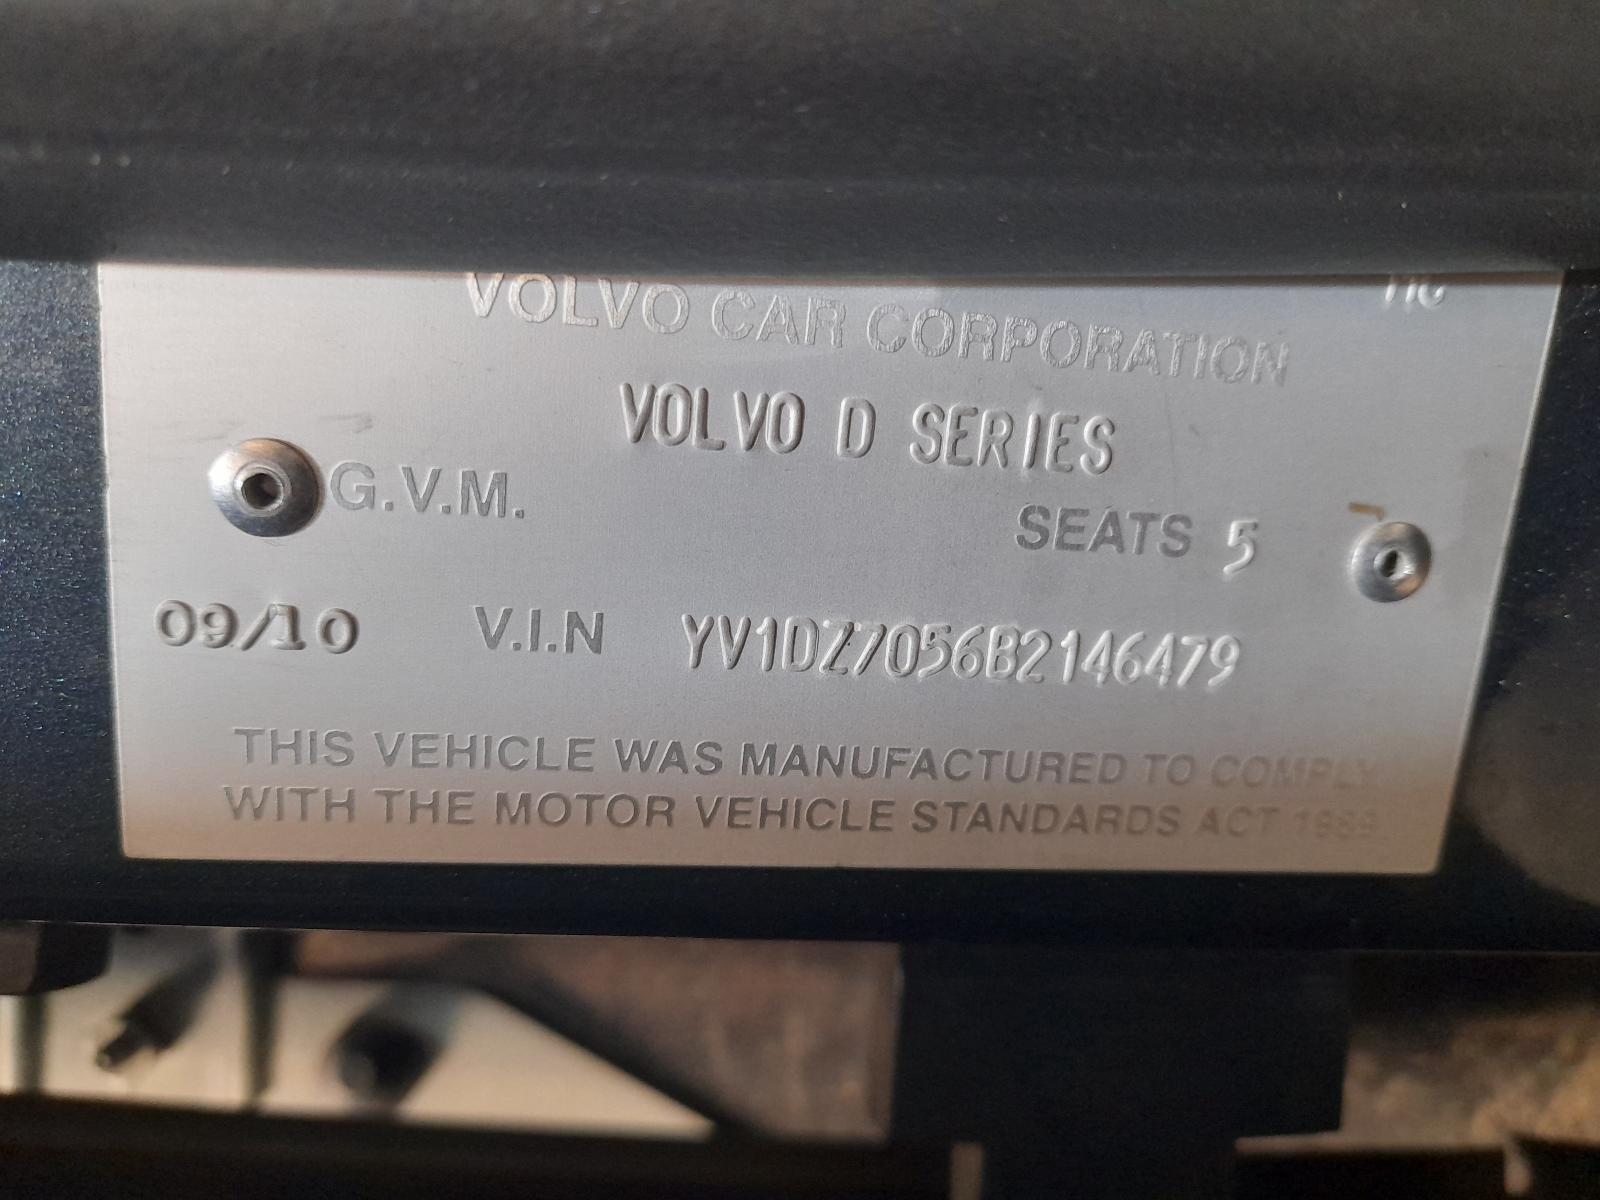 VOLVO CAR CORPORATION
VOLVO D SERIES
G.V.M.
SEATS 5
09/10 V.I.N YV1DZ7056B2146479
THIS VEHICLE WAS MANUFACTURED TO COMPLY
WITH THE MOTOR VEHICLE STANDARDS ACT 1989